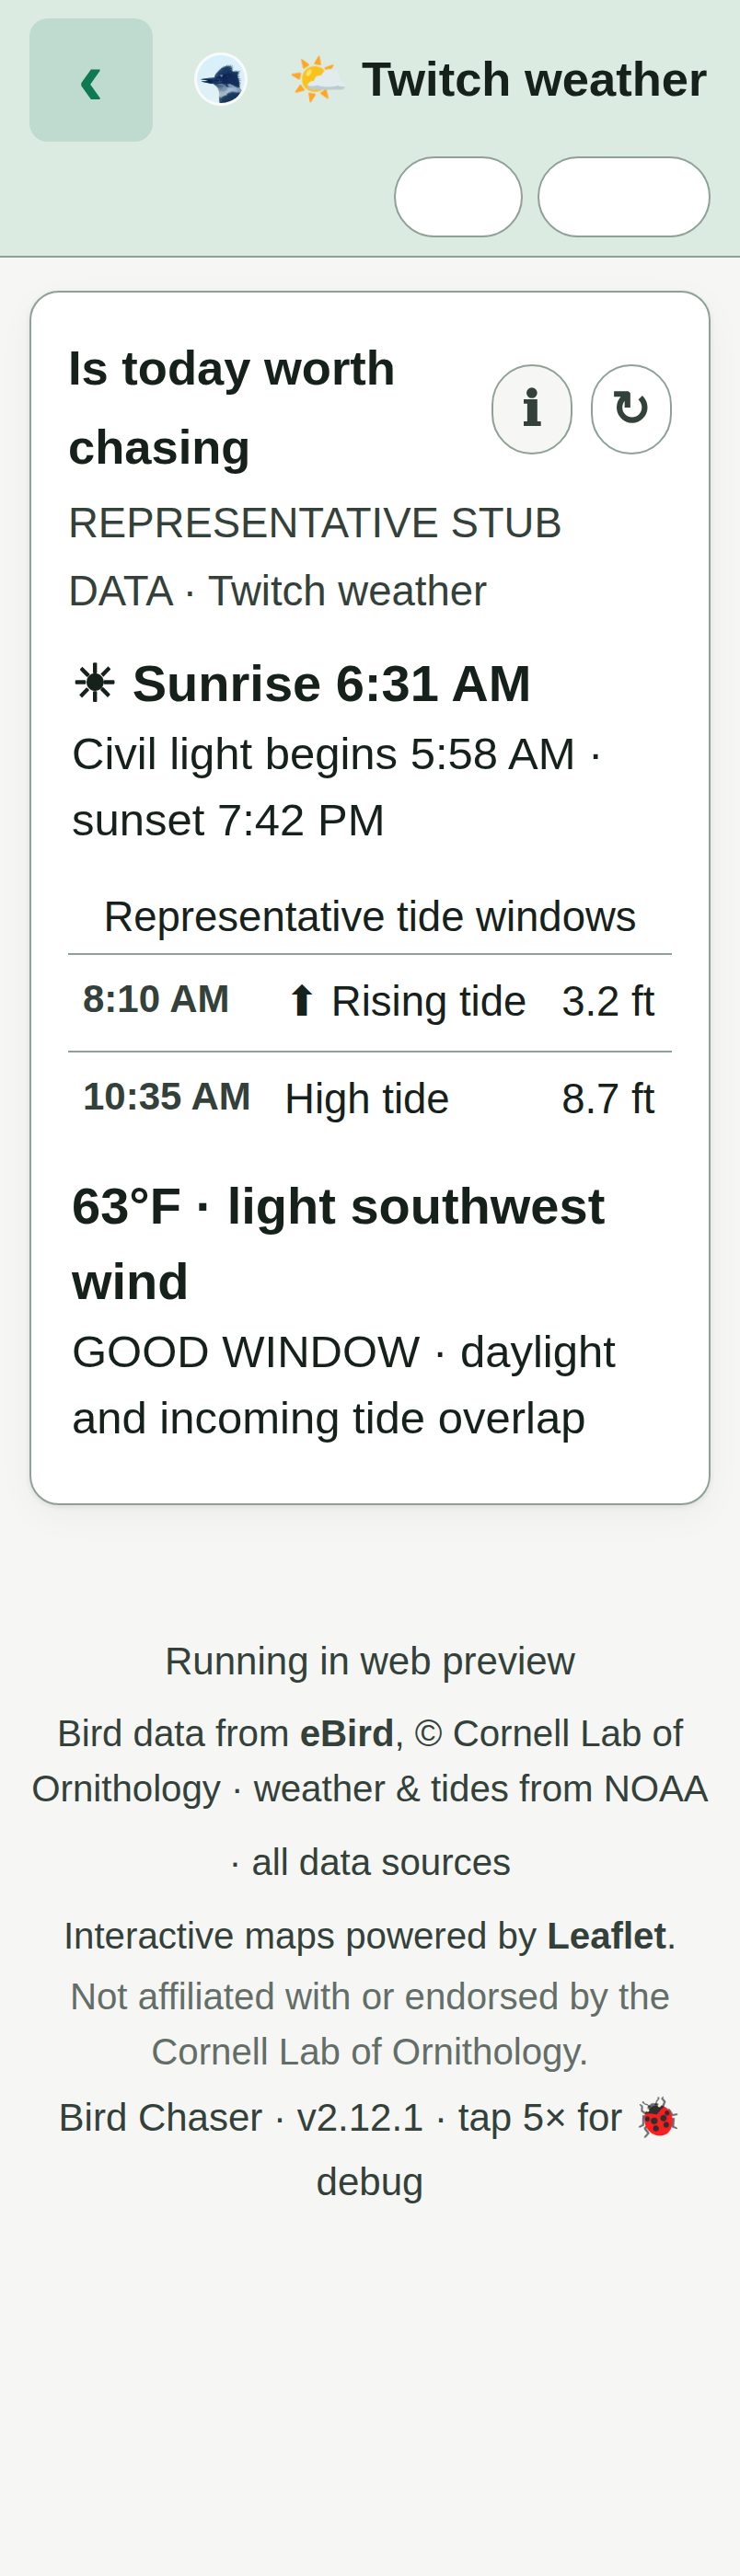 ‹ 🌤️ Twitch weather
Is today worth
chasing
ℹ ↻
REPRESENTATIVE STUB
DATA · Twitch weather
☀ Sunrise 6:31 AM
Civil light begins 5:58 AM ·
sunset 7:42 PM
Representative tide windows
8:10 AM ⬆ Rising tide 3.2 ft
10:35 AM High tide 8.7 ft
63°F · light southwest
wind
GOOD WINDOW · daylight
and incoming tide overlap
Running in web preview
Bird data from eBird, © Cornell Lab of
Ornithology · weather & tides from NOAA
· all data sources
Interactive maps powered by Leaflet.
Not affiliated with or endorsed by the
Cornell Lab of Ornithology.
Bird Chaser · v2.12.1 · tap 5× for 🐞
debug